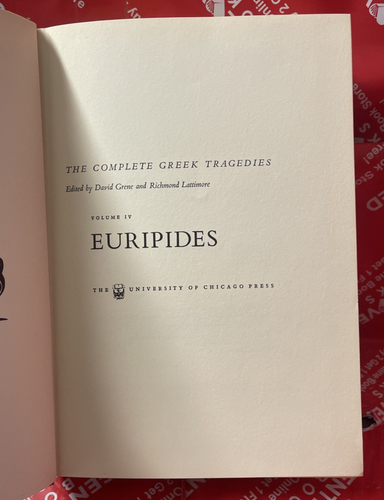 THE COMPLETE GREEK TRAGEDIES
Edited by David Grene and Richmond Lattimore
VOLUME IV
EURIPIDES
THE UNIVERSITY OF CHICAGO PRESS